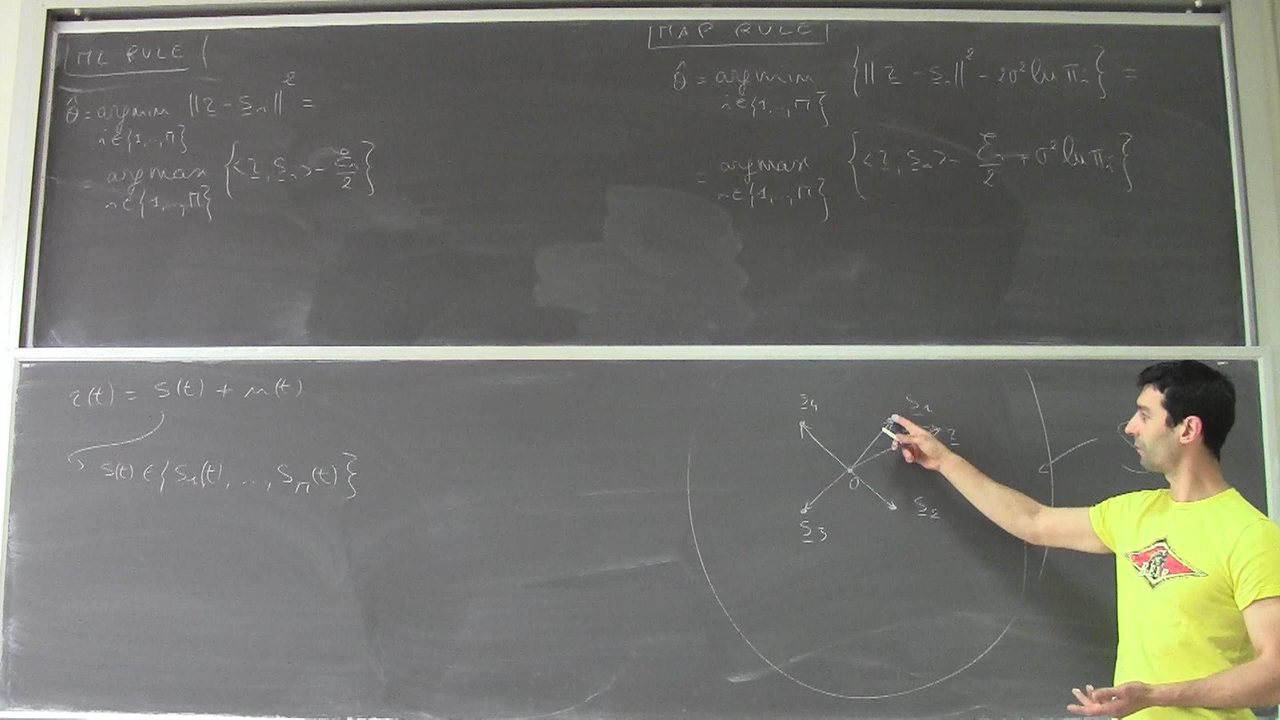 ML RULE
θ̂ = argmin ‖r - s_i‖² =
i∈{1,..,M}
= argmax {<r, s_i> - ℰ_i/2}
i∈{1,..,M}
MAP RULE
θ̂ = argmin {‖r - s_i‖² - 2σ² ln π_i} =
i∈{1,..,M}
= argmax {<r, s_i> - ℰ_i/2 + σ² ln π_i}
i∈{1,..,M}
r(t) = s(t) + n(t)
s(t) ∈ {s_1(t), ..., s_M(t)}
s_4
s_1
r
0
s_3
s_2